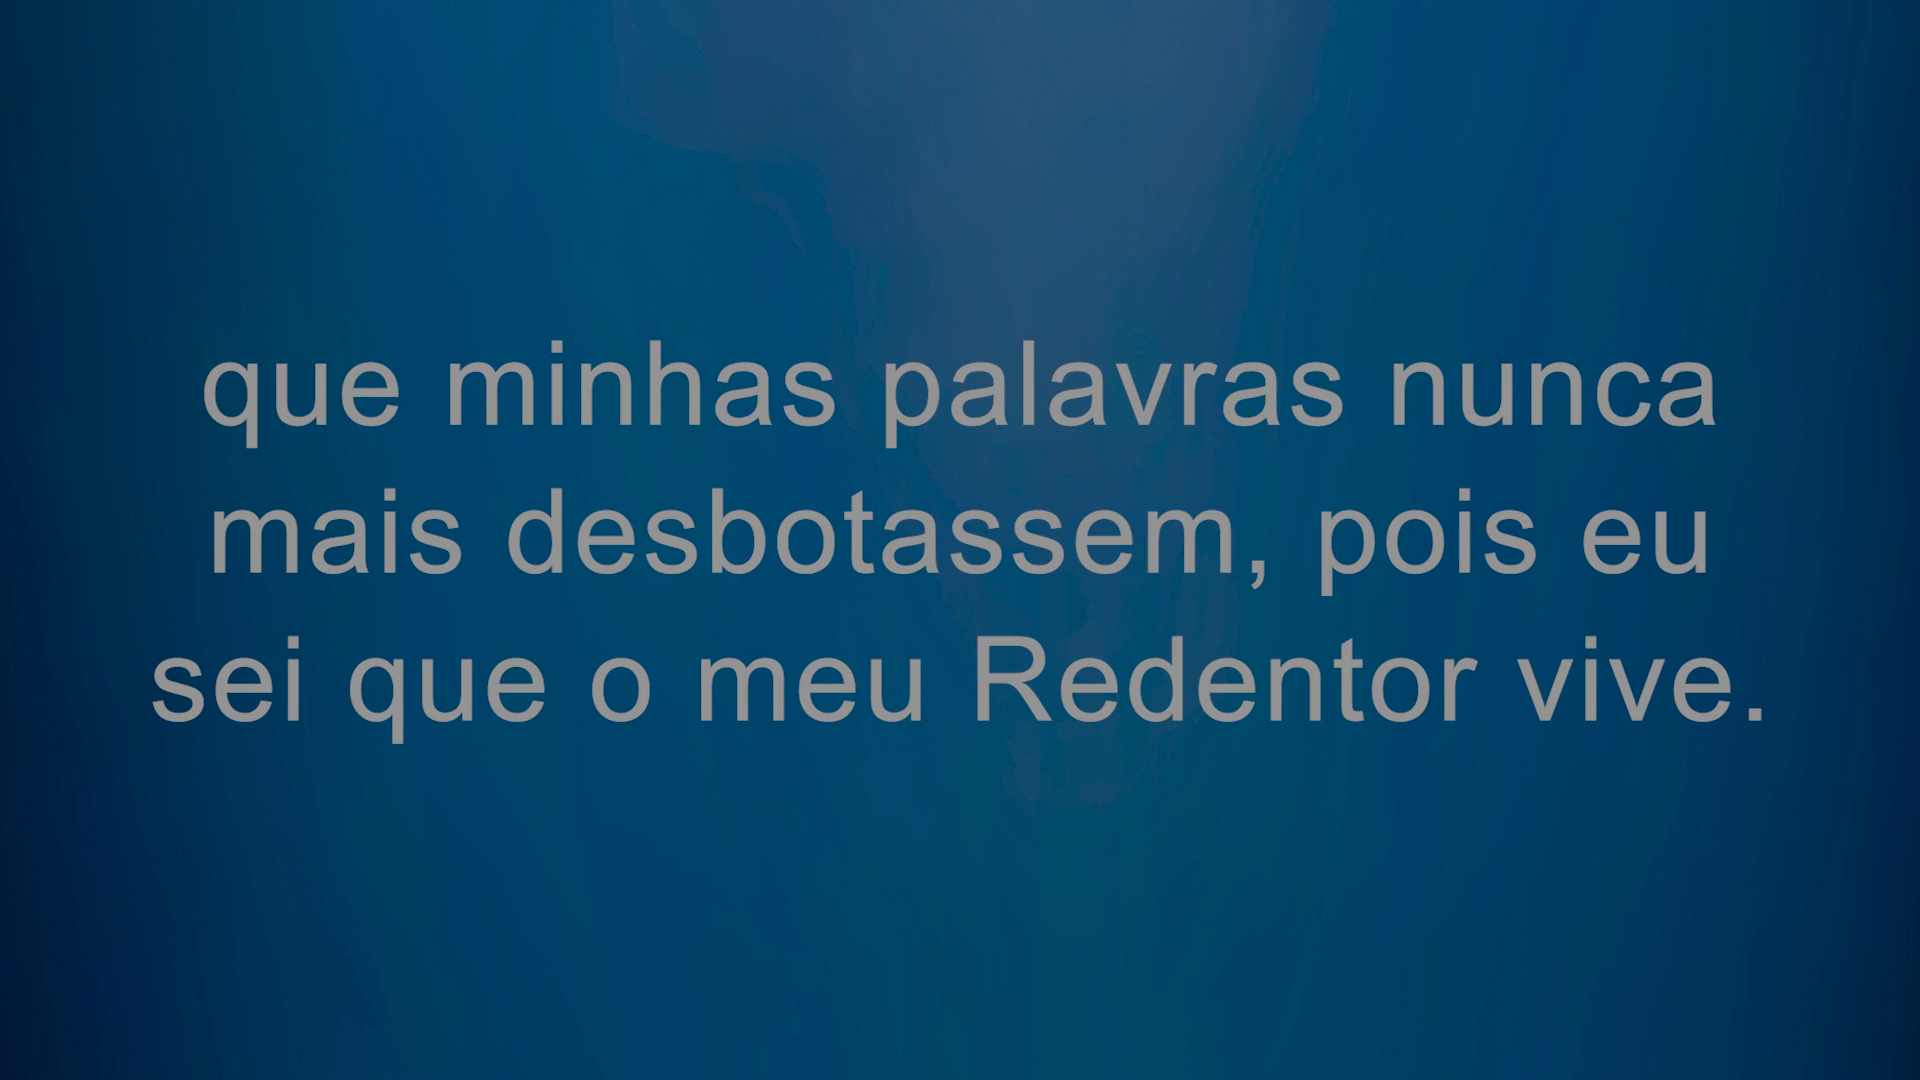 que minhas palavras nunca
mais desbotassem, pois eu
sei que o meu Redentor vive.